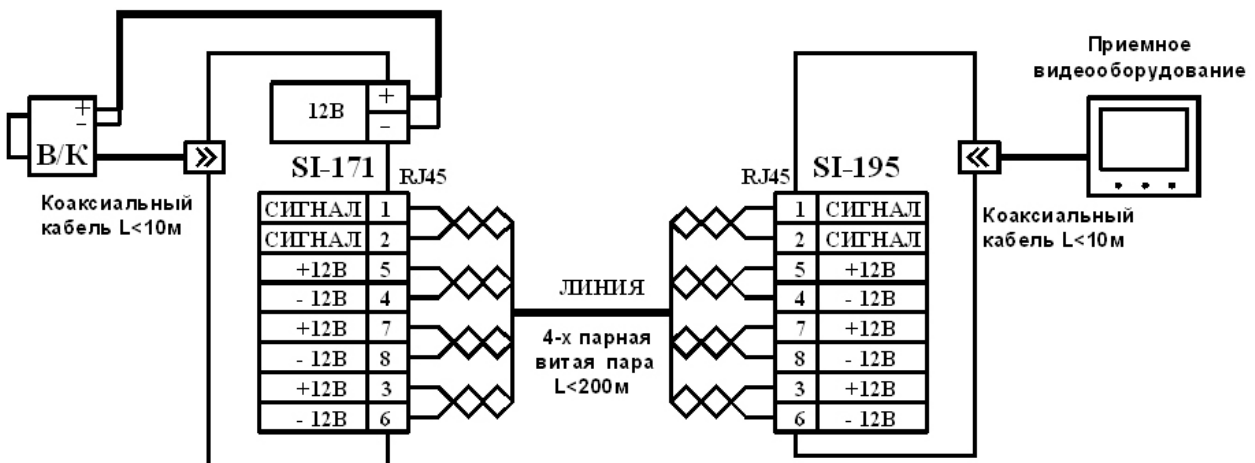 Приемное
видеооборудование
+
-
В/К
12В
+
-
SI-171
RJ45
RJ45
SI-195
Коаксиальный
кабель L<10м
Коаксиальный
кабель L<10м
СИГНАЛ 1
СИГНАЛ 2
+12В 5
- 12В 4
+12В 7
- 12В 8
+12В 3
- 12В 6
ЛИНИЯ
4-х парная
витая пара
L<200м
1 СИГНАЛ
2 СИГНАЛ
5 +12В
4 - 12В
7 +12В
8 - 12В
3 +12В
6 - 12В